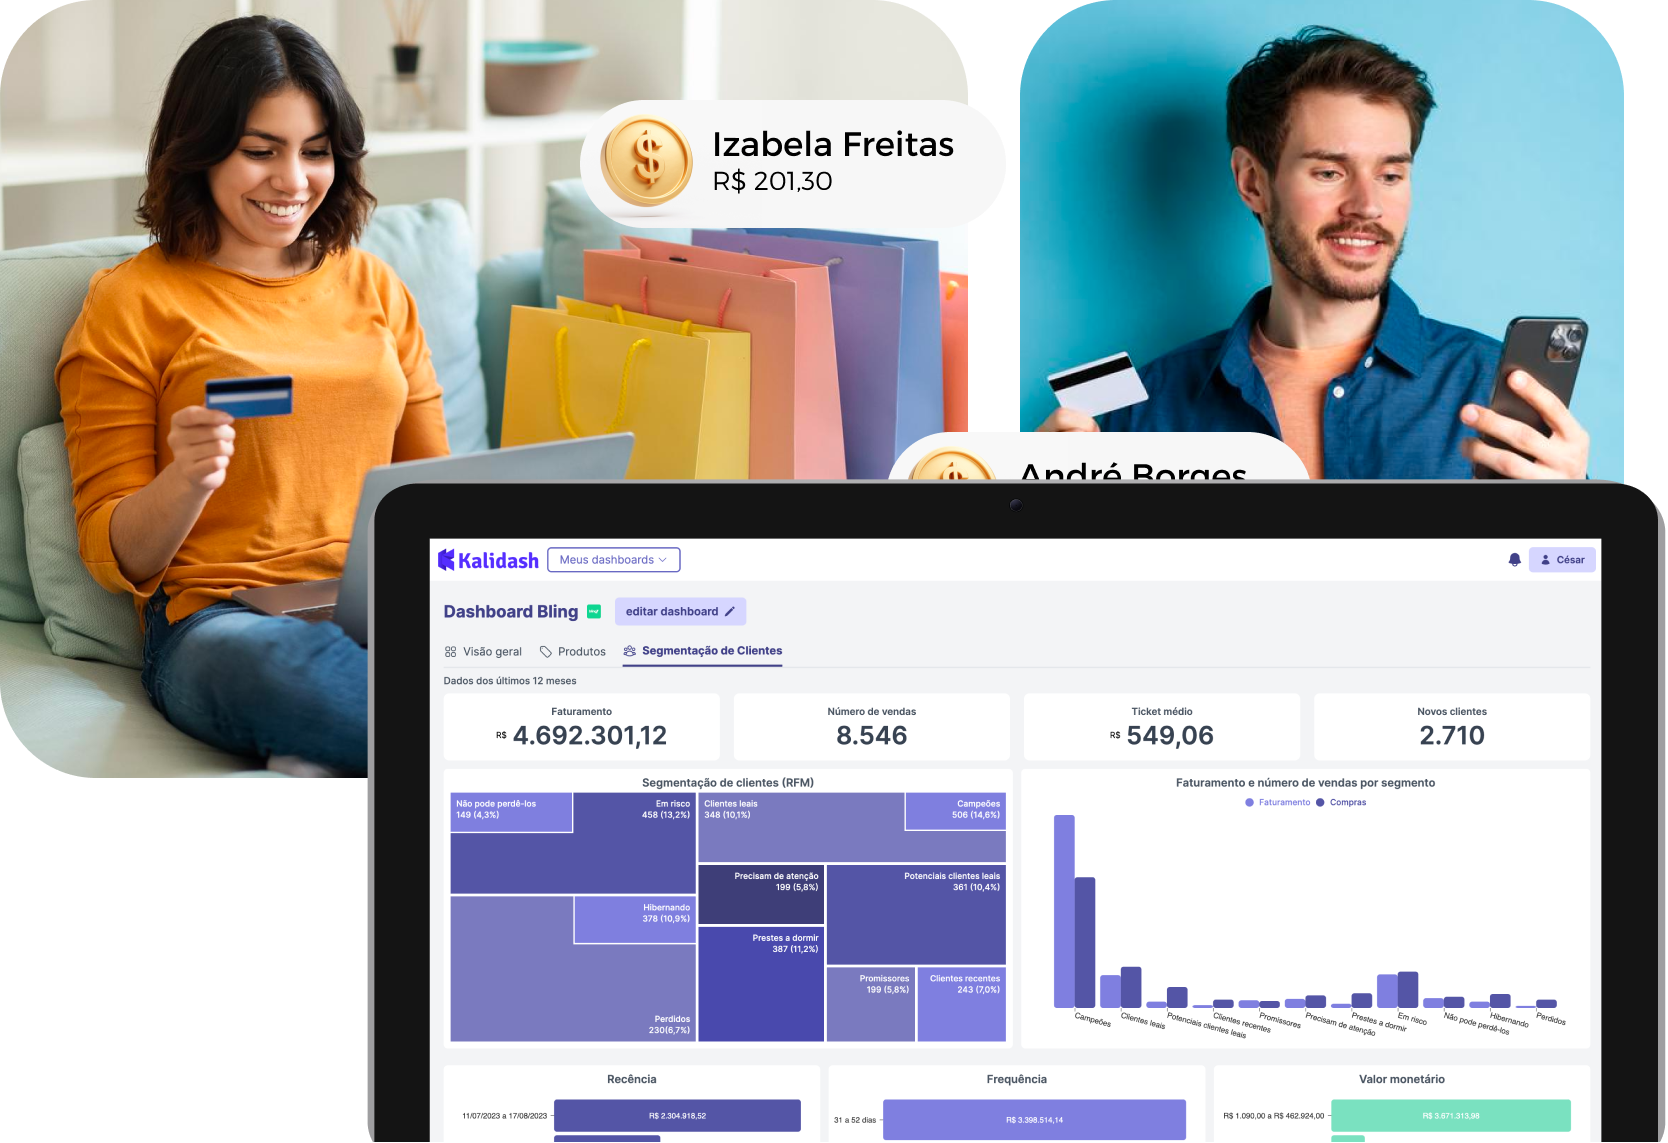 Izabela Freitas
R$ 201,30
André Borges
Kalidash
Meus dashboards
César
Dashboard Bling
editar dashboard
Visão geral
Produtos
Segmentação de Clientes
Dados dos últimos 12 meses
Faturamento
R$ 4.692.301,12
Número de vendas
8.546
Ticket médio
R$ 549,06
Novos clientes
2.710
Segmentação de clientes (RFM)
Não pode perdê-los
149 (4,3%)
Em risco
458 (13,2%)
Clientes leais
348 (10,1%)
Campeões
506 (14,6%)
Precisam de atenção
199 (5,8%)
Potenciais clientes leais
361 (10,4%)
Hibernando
378 (10,9%)
Prestes a dormir
387 (11,2%)
Promissores
199 (5,8%)
Clientes recentes
243 (7,0%)
Perdidos
230(6,7%)
Faturamento e número de vendas por segmento
Faturamento
Compras
Campeões
Clientes leais
Potenciais clientes leais
Clientes recentes
Promissores
Precisam de atenção
Prestes a dormir
Em risco
Não pode perdê-los
Hibernando
Perdidos
Recência
11/07/2023 a 17/08/2023
R$ 2.304.918,52
Frequência
31 a 52 dias
R$ 3.398.514,14
Valor monetário
R$ 1.090,00 a R$ 462.924,00
R$ 3.671.313,98